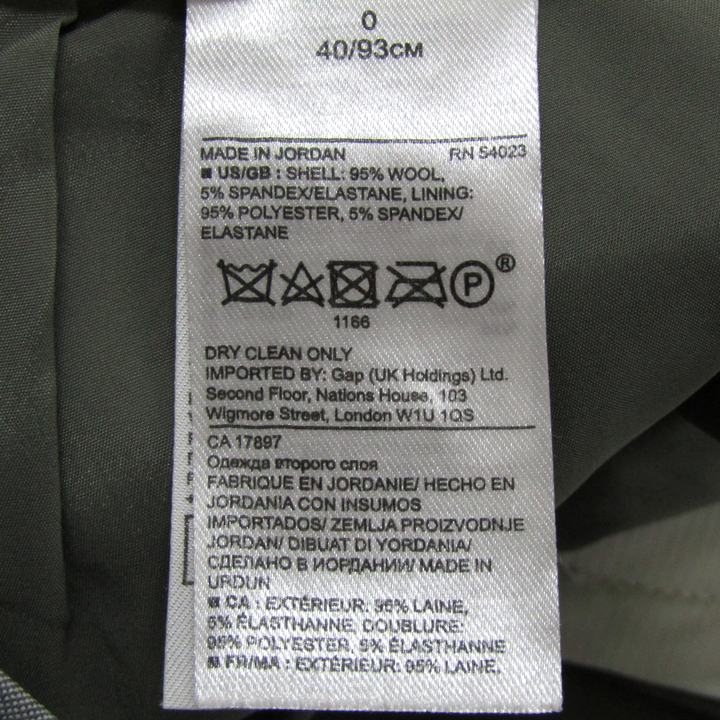 0
40/93CM
MADE IN JORDAN RN 54023
■ US/GB : SHELL: 95% WOOL,
5% SPANDEX/ELASTANE, LINING:
95% POLYESTER, 5% SPANDEX/
ELASTANE
P ®
1166
DRY CLEAN ONLY
IMPORTED BY: Gap (UK Holdings) Ltd.
Second Floor, Nations House, 103
Wigmore Street, London W1U 1QS
CA 17897
Одежда второго слоя
FABRIQUE EN JORDANIE/ HECHO EN
JORDANIA CON INSUMOS
IMPORTADOS/ ZEMLJA PROIZVODNJE
JORDAN/ DIBUAT DI YORDANIA/
СДЕЛАНО В ИОРДАНИИ/ MADE IN
URDUN
■ CA : EXTÉRIEUR: 95% LAINE,
5% ÉLASTHANNE, DOUBLURE:
95% POLYESTER, 5% ÉLASTHANNE
■ FR/MA : EXTÉRIEUR: 95% LAINE,